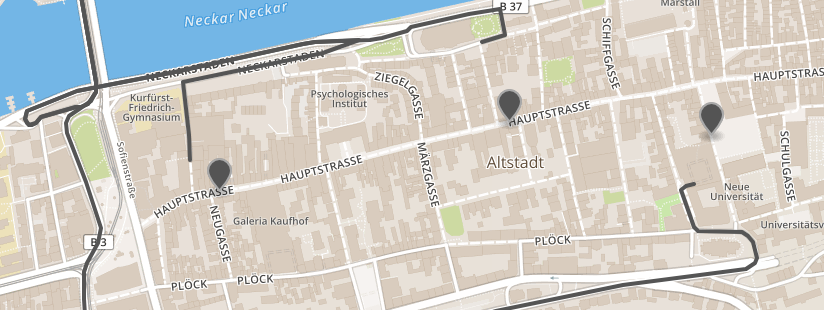 Neckar Neckar
B 37
Marstall
NECKARSTADEN
NECKARSTADEN
SCHIFFGASSE
HAUPTSTRASSE
ZIEGELGASSE
Kurfürst-
Friedrich-
Gymnasium
Psychologisches
Institut
HAUPTSTRASSE
Sofienstraße
MÄRZGASSE
HAUPTSTRASSE
Altstadt
SCHULGASSE
HAUPTSTRASSE
Neue
Universität
NEUGASSE
Galeria Kaufhof
Universitätsv
B 3
PLÖCK
PLÖCK
PLÖCK